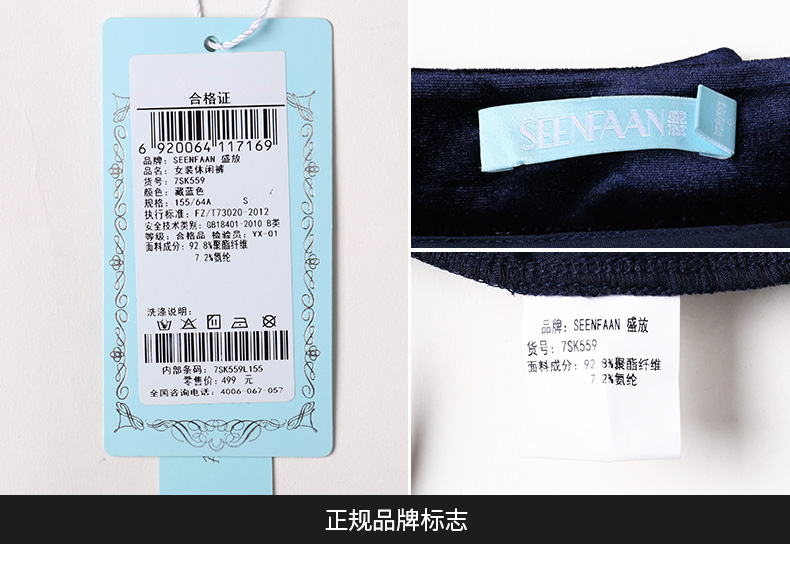 合格证
6 920064 117169
品牌: SEENFAAN 盛放
品名: 女装休闲裤
货号: 7SK559
颜色: 藏蓝色
规格: 155/64A S
执行标准: FZ/T73020-2012
安全技术类别: GB18401-2010 B类
等级: 合格品 检验员: YX-01
面料成分: 92.8%聚酯纤维
7.2%氨纶
洗涤说明:
内部条码: 7SK559L155
零售价: 499 元
全国咨询电话: 4006-067-057
SEENFAAN
品牌: SEENFAAN 盛放
货号: 7SK559
面料成分: 92.8%聚酯纤维
7.2%氨纶
正规品牌标志